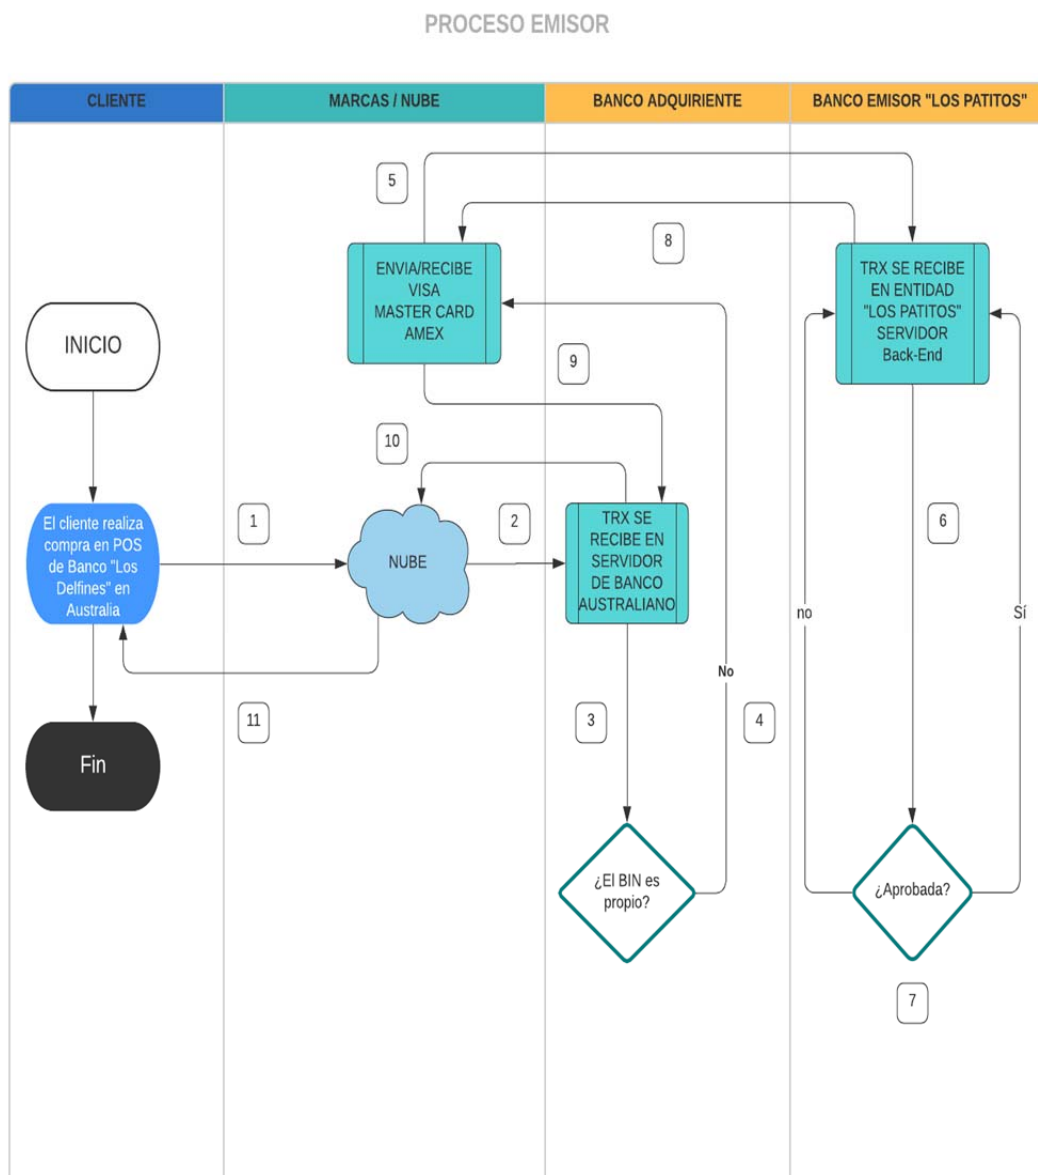 PROCESO EMISOR
CLIENTE
MARCAS / NUBE
BANCO ADQUIRIENTE
BANCO EMISOR "LOS PATITOS"
5
8
ENVIA/RECIBE
VISA
MASTER CARD
AMEX
TRX SE RECIBE
EN ENTIDAD
"LOS PATITOS"
SERVIDOR
Back-End
INICIO
9
10
1
2
6
El cliente realiza
compra en POS
de Banco "Los
Delfines" en
Australia
NUBE
TRX SE
RECIBE EN
SERVIDOR
DE BANCO
AUSTRALIANO
no
Sí
No
11
3
4
Fin
¿El BIN es
propio?
¿Aprobada?
7